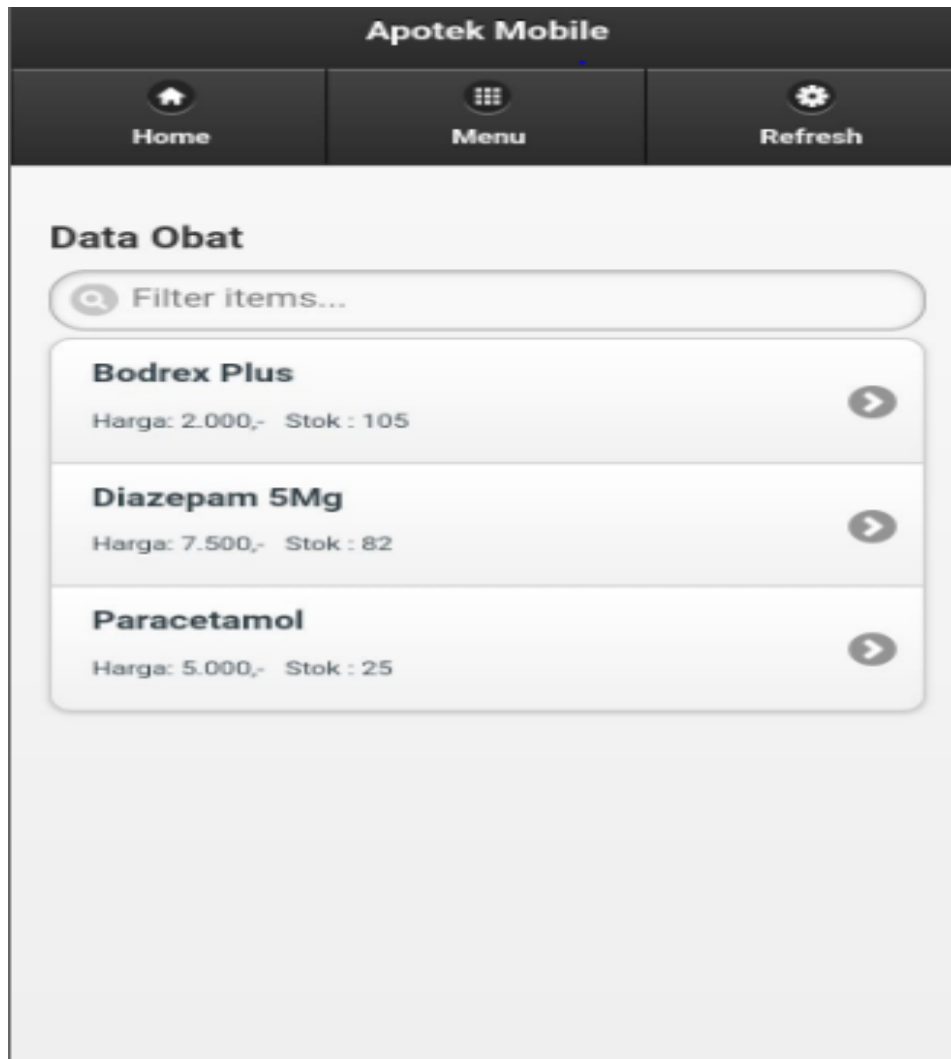 Apotek Mobile
Home Menu Refresh
Data Obat
Filter items...
Bodrex Plus
Harga: 2.000,- Stok : 105
Diazepam 5Mg
Harga: 7.500,- Stok : 82
Paracetamol
Harga: 5.000,- Stok : 25